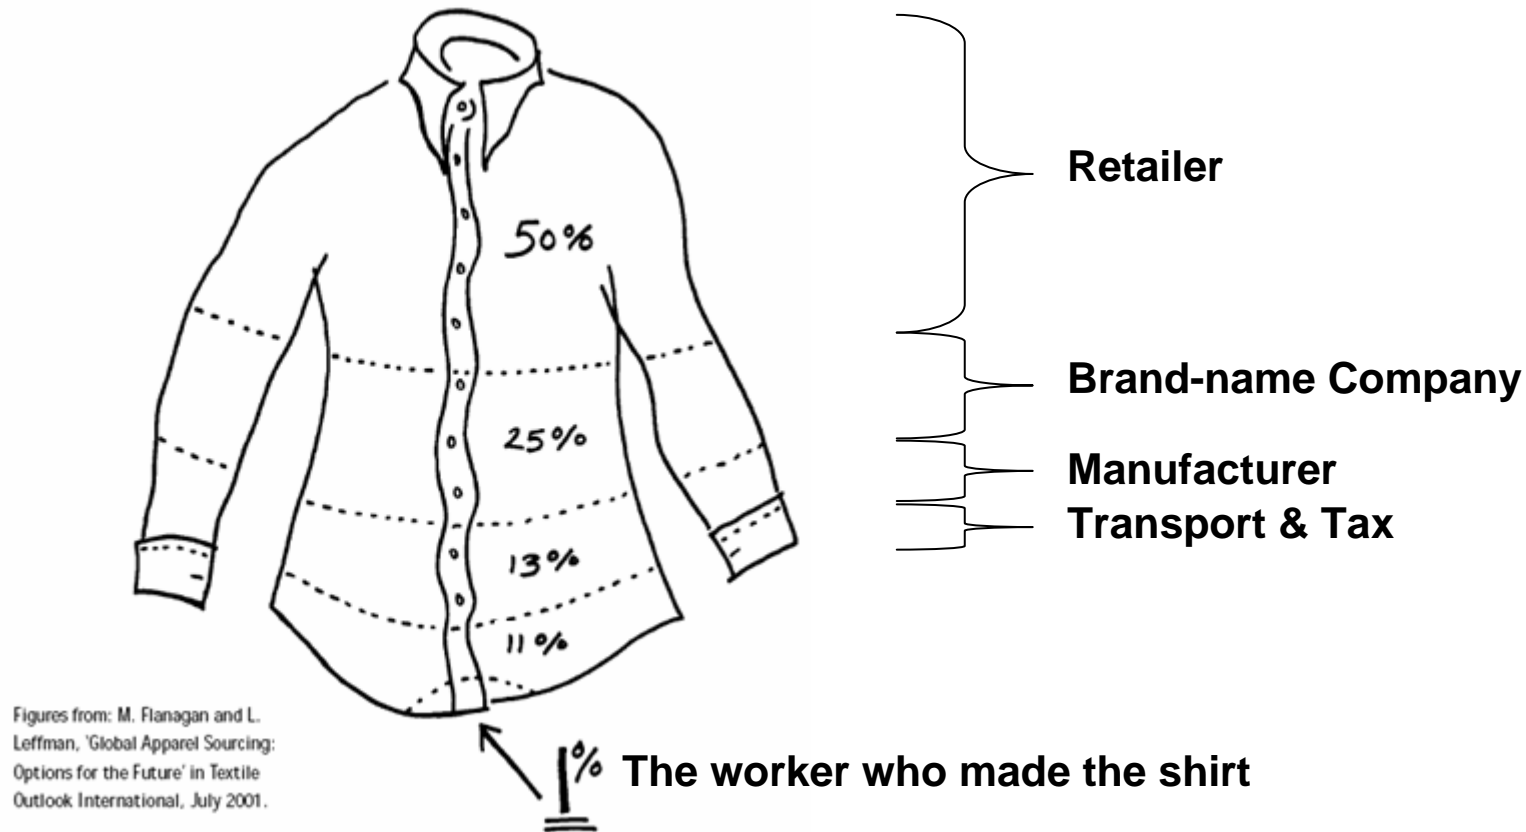 Retailer
50%
Brand-name Company
25%
Manufacturer
Transport & Tax
13%
11%
Figures from: M. Flanagan and L.
Leffman, 'Global Apparel Sourcing:
Options for the Future' in Textile
Outlook International, July 2001.
1% The worker who made the shirt